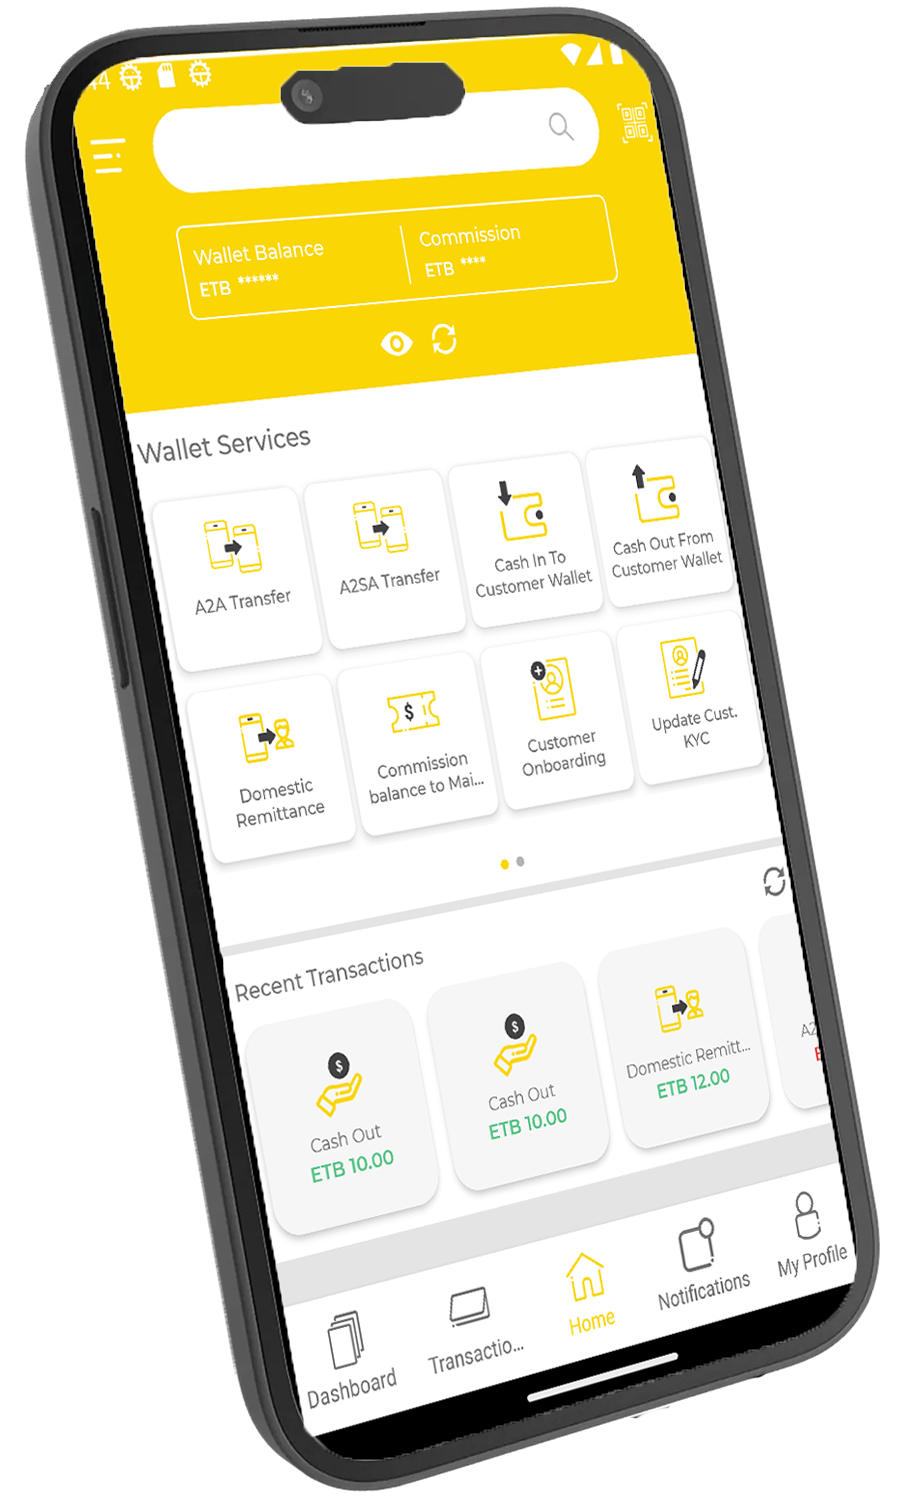 Wallet Balance
ETB ******
Commission
ETB ****
Wallet Services
A2A Transfer
A2SA Transfer
Cash In To
Customer Wallet
Cash Out From
Customer Wallet
Domestic
Remittance
Commission
balance to Mai...
Customer
Onboarding
Update Cust.
KYC
Recent Transactions
Cash Out
ETB 10.00
Cash Out
ETB 10.00
Domestic Remitt...
ETB 12.00
Dashboard
Transactio...
Home
Notifications
My Profile